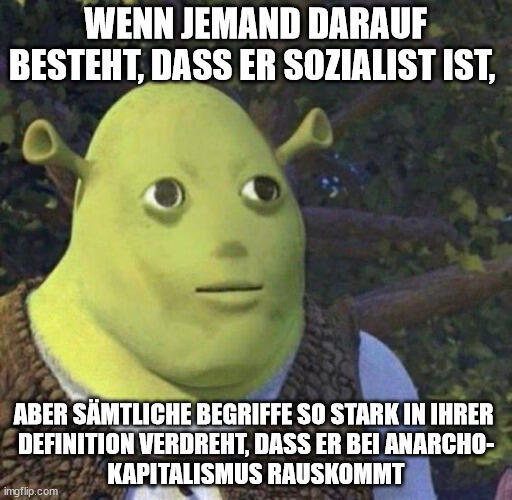 WENN JEMAND DARAUF
BESTEHT, DASS ER SOZIALIST IST,
ABER SÄMTLICHE BEGRIFFE SO STARK IN IHRER
DEFINITION VERDREHT, DASS ER BEI ANARCHO-
KAPITALISMUS RAUSKOMMT
imgflip.com